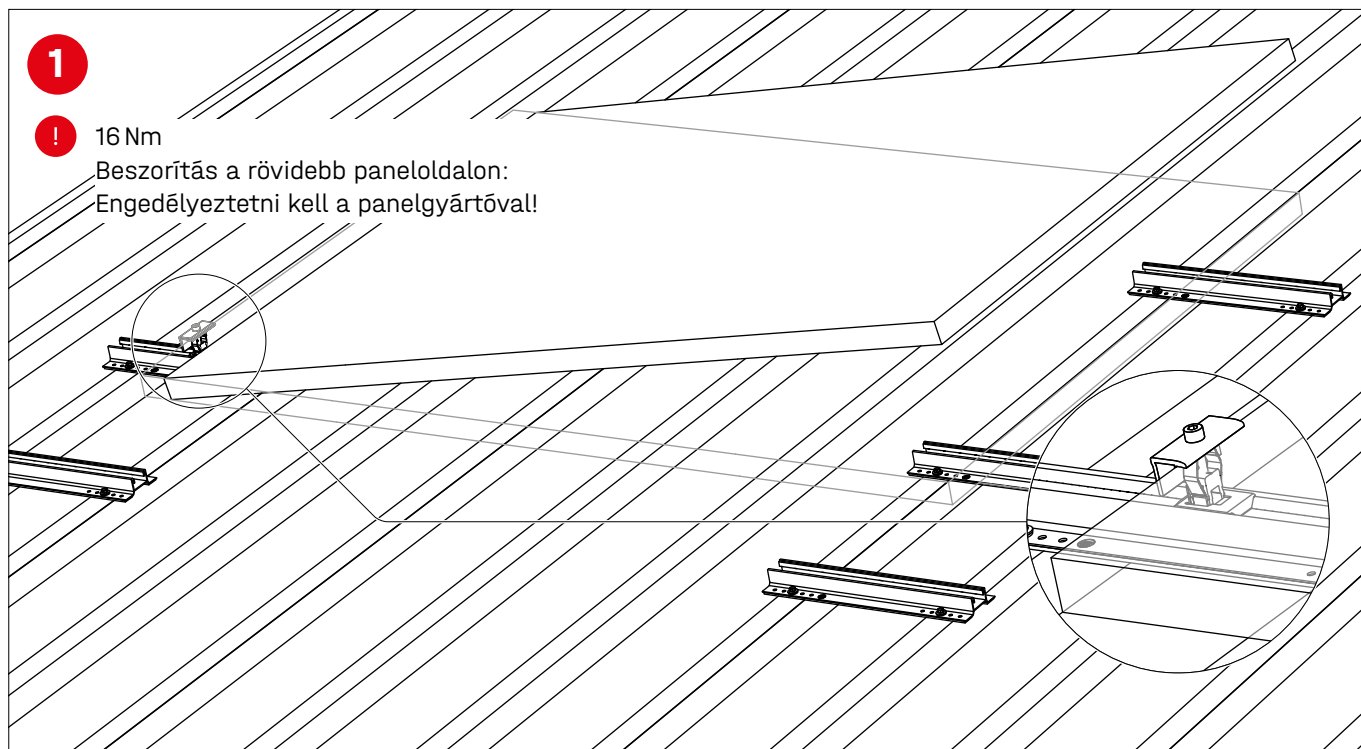 1
!
16 Nm
Beszorítás a rövidebb paneloldalon:
Engedélyeztetni kell a panelgyártóval!